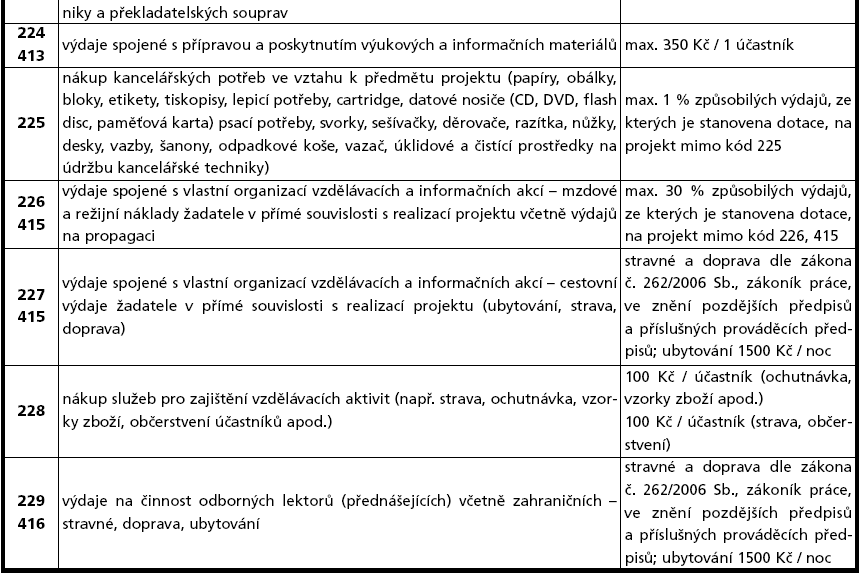 niky a překladatelských souprav
224
413
výdaje spojené s přípravou a poskytnutím výukových a informačních materiálů
max. 350 Kč / 1 účastník
225
nákup kancelářských potřeb ve vztahu k předmětu projektu (papíry, obálky,
bloky, etikety, tiskopisy, lepicí potřeby, cartridge, datové nosiče (CD, DVD, flash
disc, paměťová karta) psací potřeby, svorky, sešívačky, děrovače, razítka, nůžky,
desky, vazby, šanony, odpadkové koše, vazač, úklidové a čistící prostředky na
údržbu kancelářské techniky)
max. 1 % způsobilých výdajů, ze
kterých je stanovena dotace, na
projekt mimo kód 225
226
415
výdaje spojené s vlastní organizací vzdělávacích a informačních akcí – mzdové
a režijní náklady žadatele v přímé souvislosti s realizací projektu včetně výdajů
na propagaci
max. 30 % způsobilých výdajů,
ze kterých je stanovena dotace,
na projekt mimo kód 226, 415
227
415
výdaje spojené s vlastní organizací vzdělávacích a informačních akcí – cestovní
výdaje žadatele v přímé souvislosti s realizací projektu (ubytování, strava,
doprava)
stravné a doprava dle zákona
č. 262/2006 Sb., zákoník práce,
ve znění pozdějších předpisů
a příslušných prováděcích před-
pisů; ubytování 1500 Kč / noc
228
nákup služeb pro zajištění vzdělávacích aktivit (např. strava, ochutnávka, vzor-
ky zboží, občerstvení účastníků apod.)
100 Kč / účastník (ochutnávka,
vzorky zboží apod.)
100 Kč / účastník (strava, občer-
stvení)
229
416
výdaje na činnost odborných lektorů (přednášejících) včetně zahraničních –
stravné, doprava, ubytování
stravné a doprava dle zákona
č. 262/2006 Sb., zákoník práce,
ve znění pozdějších předpisů
a příslušných prováděcích před-
pisů; ubytování 1500 Kč / noc